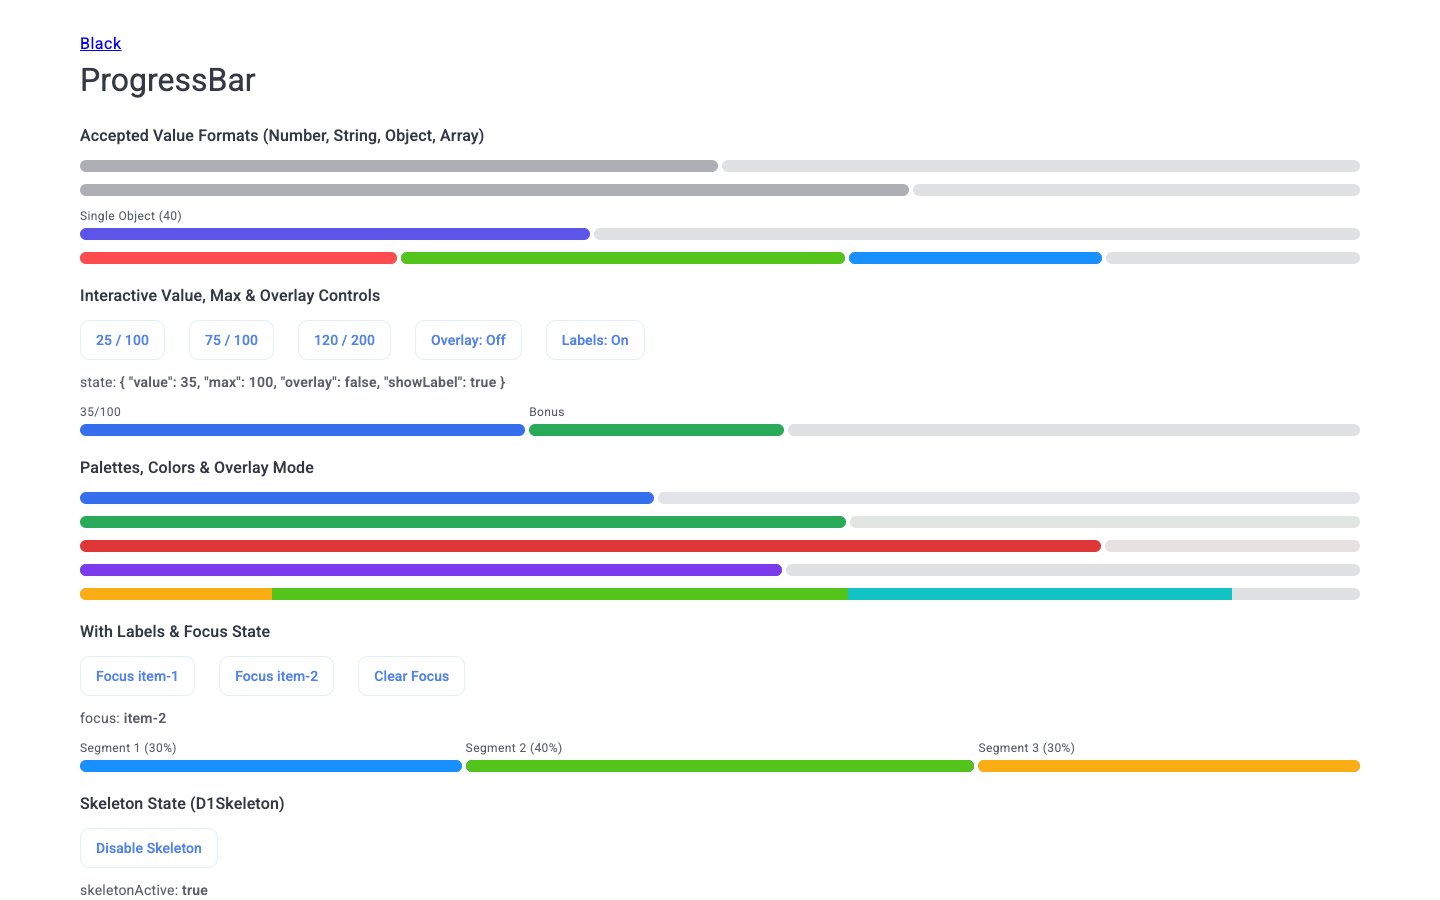 Black
ProgressBar
Accepted Value Formats (Number, String, Object, Array)
Single Object (40)
Interactive Value, Max & Overlay Controls
25 / 100 75 / 100 120 / 200 Overlay: Off Labels: On
state: { "value": 35, "max": 100, "overlay": false, "showLabel": true }
35/100 Bonus
Palettes, Colors & Overlay Mode
With Labels & Focus State
Focus item-1 Focus item-2 Clear Focus
focus: item-2
Segment 1 (30%) Segment 2 (40%) Segment 3 (30%)
Skeleton State (D1Skeleton)
Disable Skeleton
skeletonActive: true